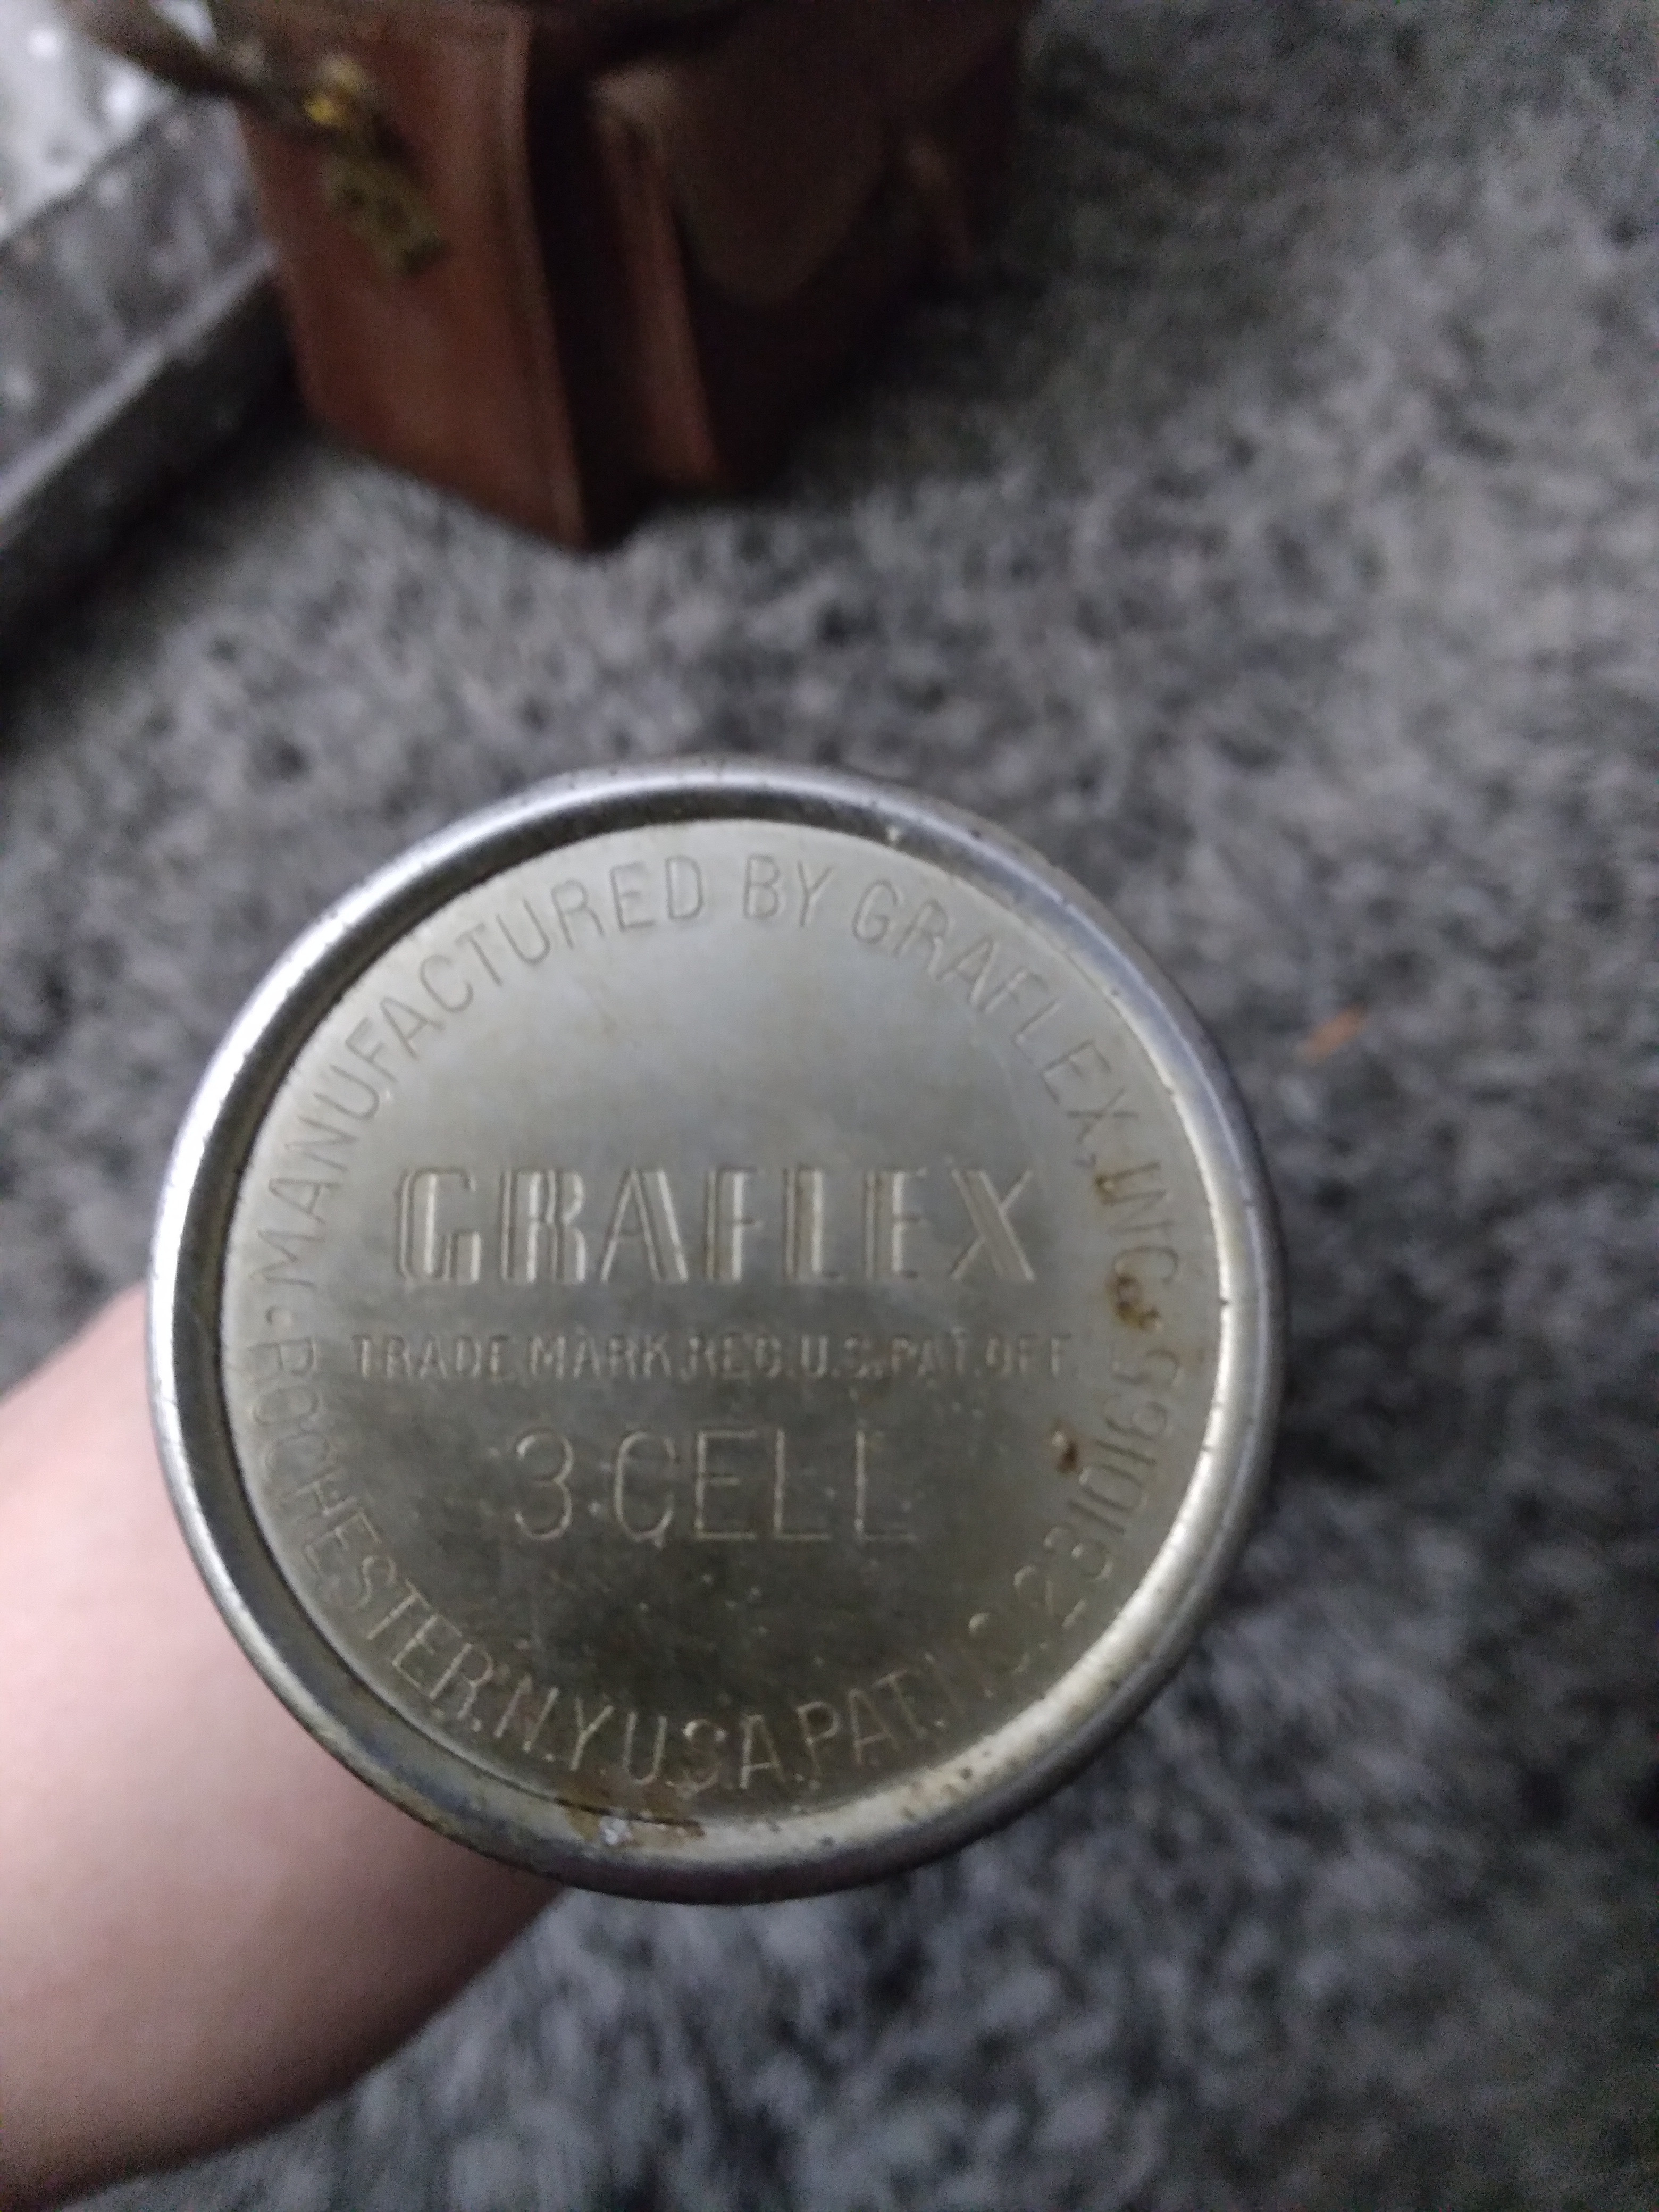 MANUFACTURED BY GRAFLEX, INC.
GRAFLEX
TRADE MARK REG. U.S. PAT. OFF.
3 CELL
ROCHESTER. N.Y. U.S.A. PAT. NO. 2310165